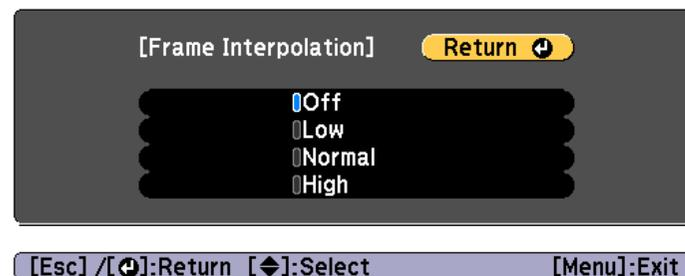 [Frame Interpolation] Return
Off
Low
Normal
High
[Esc] /[ ]:Return [ ]:Select [Menu]:Exit